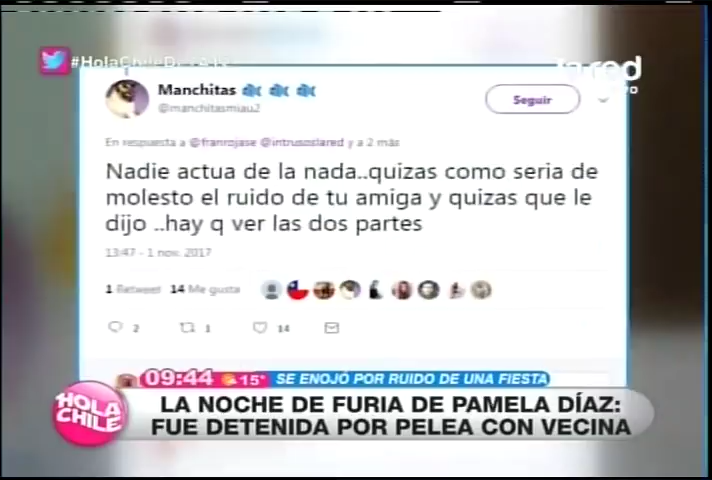 #HolaChileDeTalk
la red
Manchitas
@manchitasmiau2
Seguir
En respuesta a @franrojase @intrusoslared y a 2 más
Nadie actua de la nada..quizas como seria de
molesto el ruido de tu amiga y quizas que le
dijo ..hay q ver las dos partes
13:47 - 1 nov. 2017
1 Retweet 14 Me gusta
2 1 14
09:44 15° SE ENOJÓ POR RUIDO DE UNA FIESTA
HOLA
CHILE
LA NOCHE DE FURIA DE PAMELA DÍAZ:
FUE DETENIDA POR PELEA CON VECINA